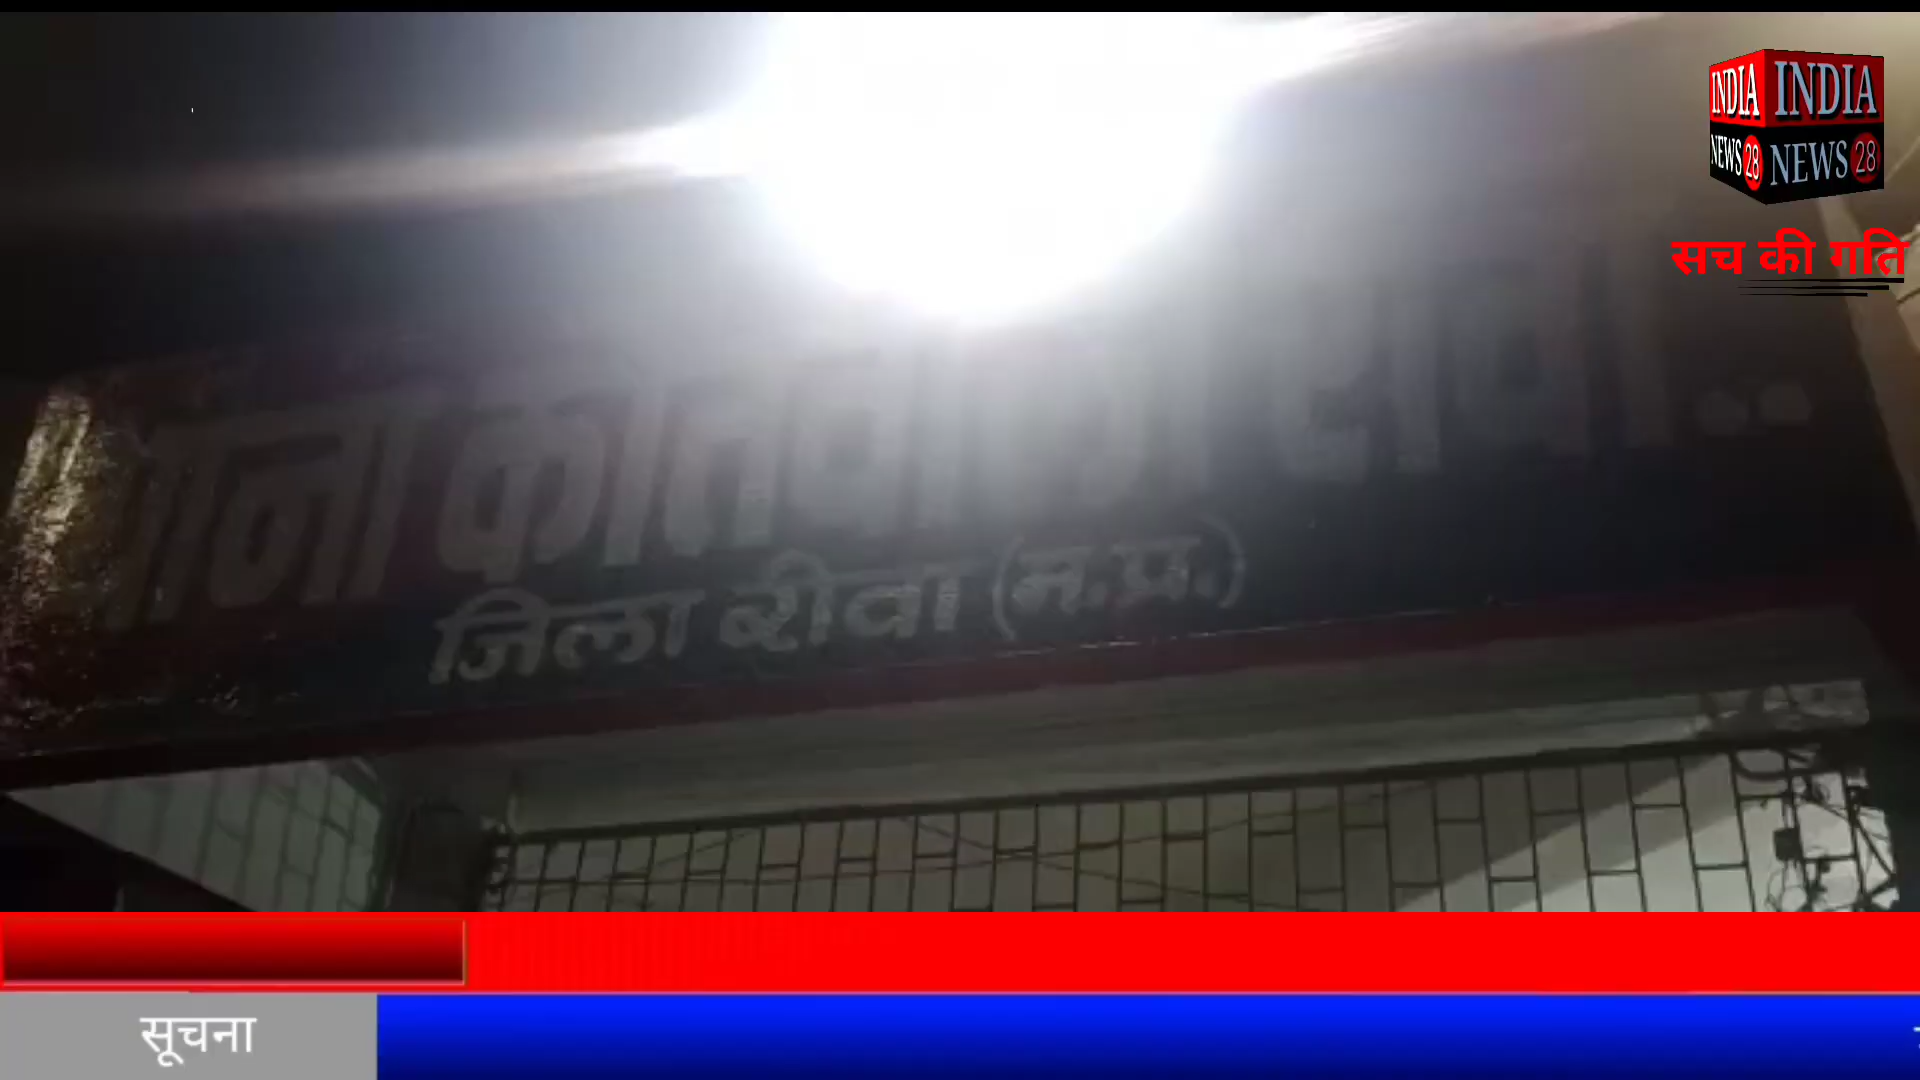 INDIA INDIA
NEWS 28 NEWS 28
सच की गति
थाना कोतवाली रीवा..
जिला रीवा (म.प्र.)
सूचना